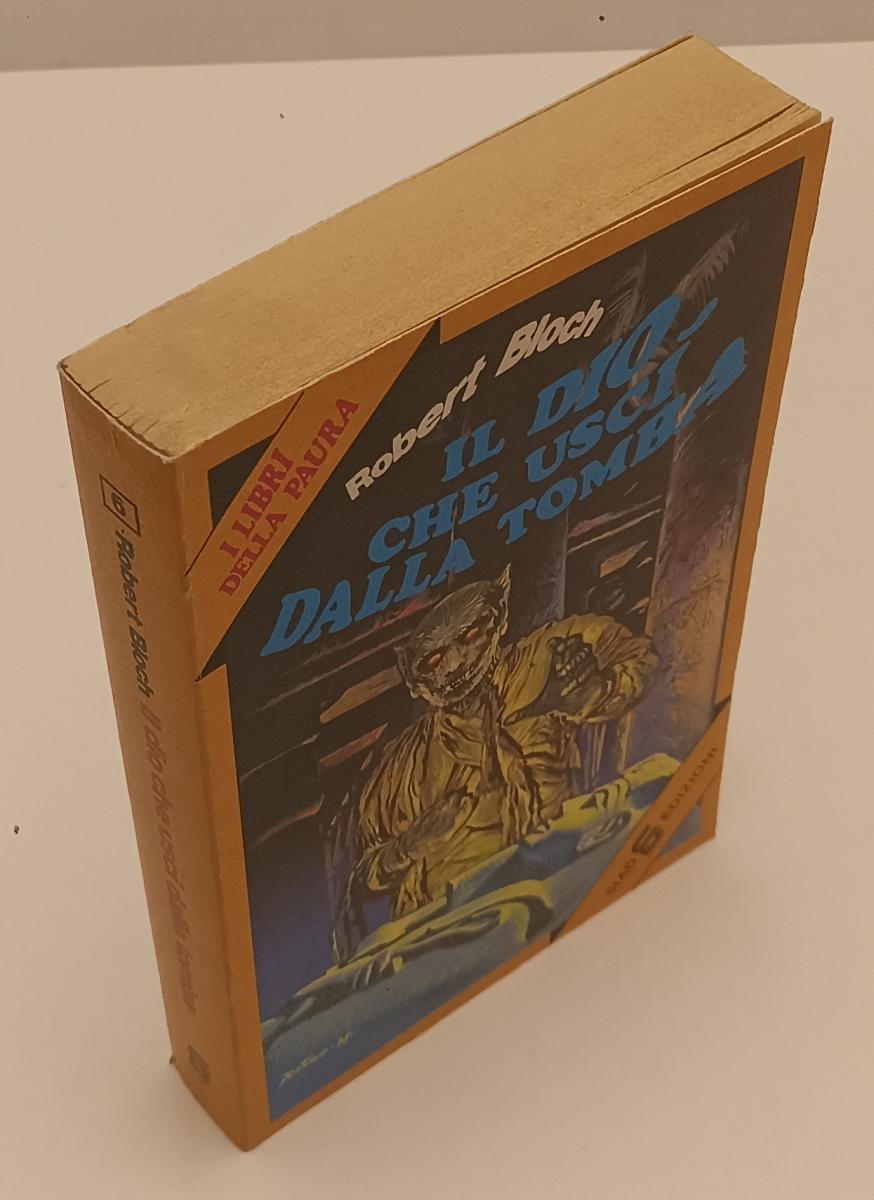 I LIBRI
DELLA PAURA
Robert Bloch
IL DIO
CHE USCÌ
DALLA TOMBA
SIAD EDIZIONI
6 Robert Bloch Il dio che uscì dalla tomba